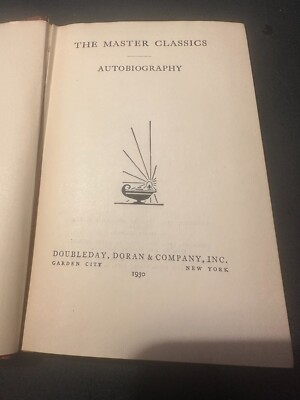 THE MASTER CLASSICS
AUTOBIOGRAPHY
DOUBLEDAY, DORAN & COMPANY, INC.
GARDEN CITY NEW YORK
1930